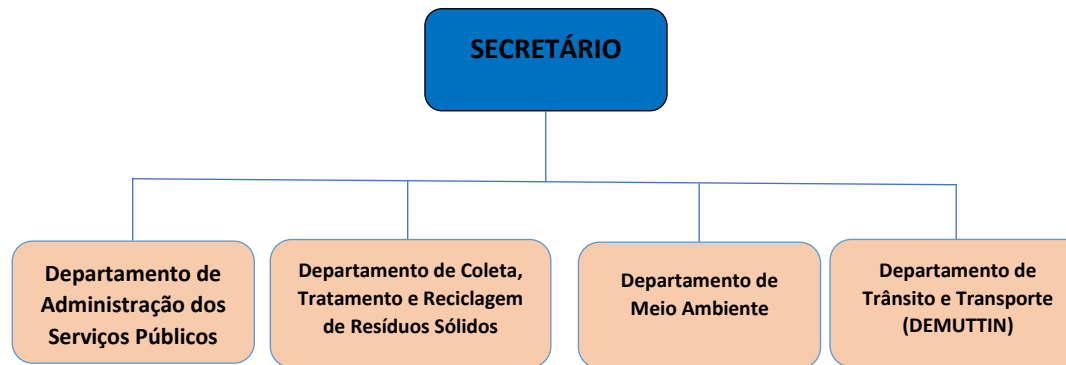 SECRETÁRIO
Departamento de
Administração dos
Serviços Públicos
Departamento de Coleta,
Tratamento e Reciclagem
de Resíduos Sólidos
Departamento de
Meio Ambiente
Departamento de
Trânsito e Transporte
(DEMUTTIN)